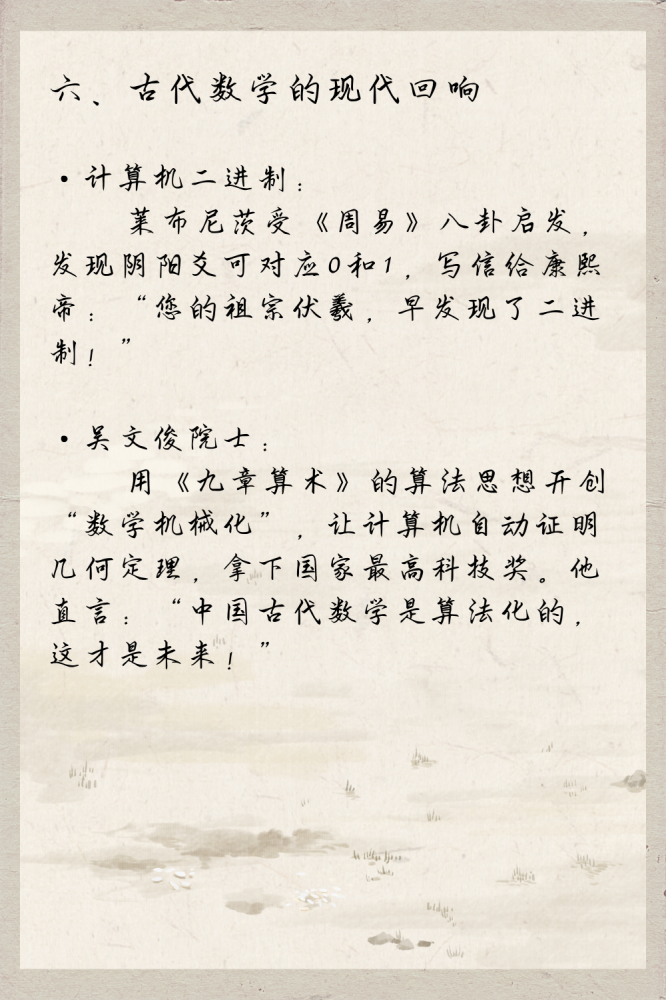 六、古代数学的现代回响
·计算机二进制：
莱布尼茨受《周易》八卦启发，
发现阴阳爻可对应0和1，写信给康熙
帝：“您的祖宗伏羲，早发现了二进
制！”
·吴文俊院士：
用《九章算术》的算法思想开创
“数学机械化”，让计算机自动证明
几何定理，拿下国家最高科技奖。他
直言：“中国古代数学是算法化的，
这才是未来！”